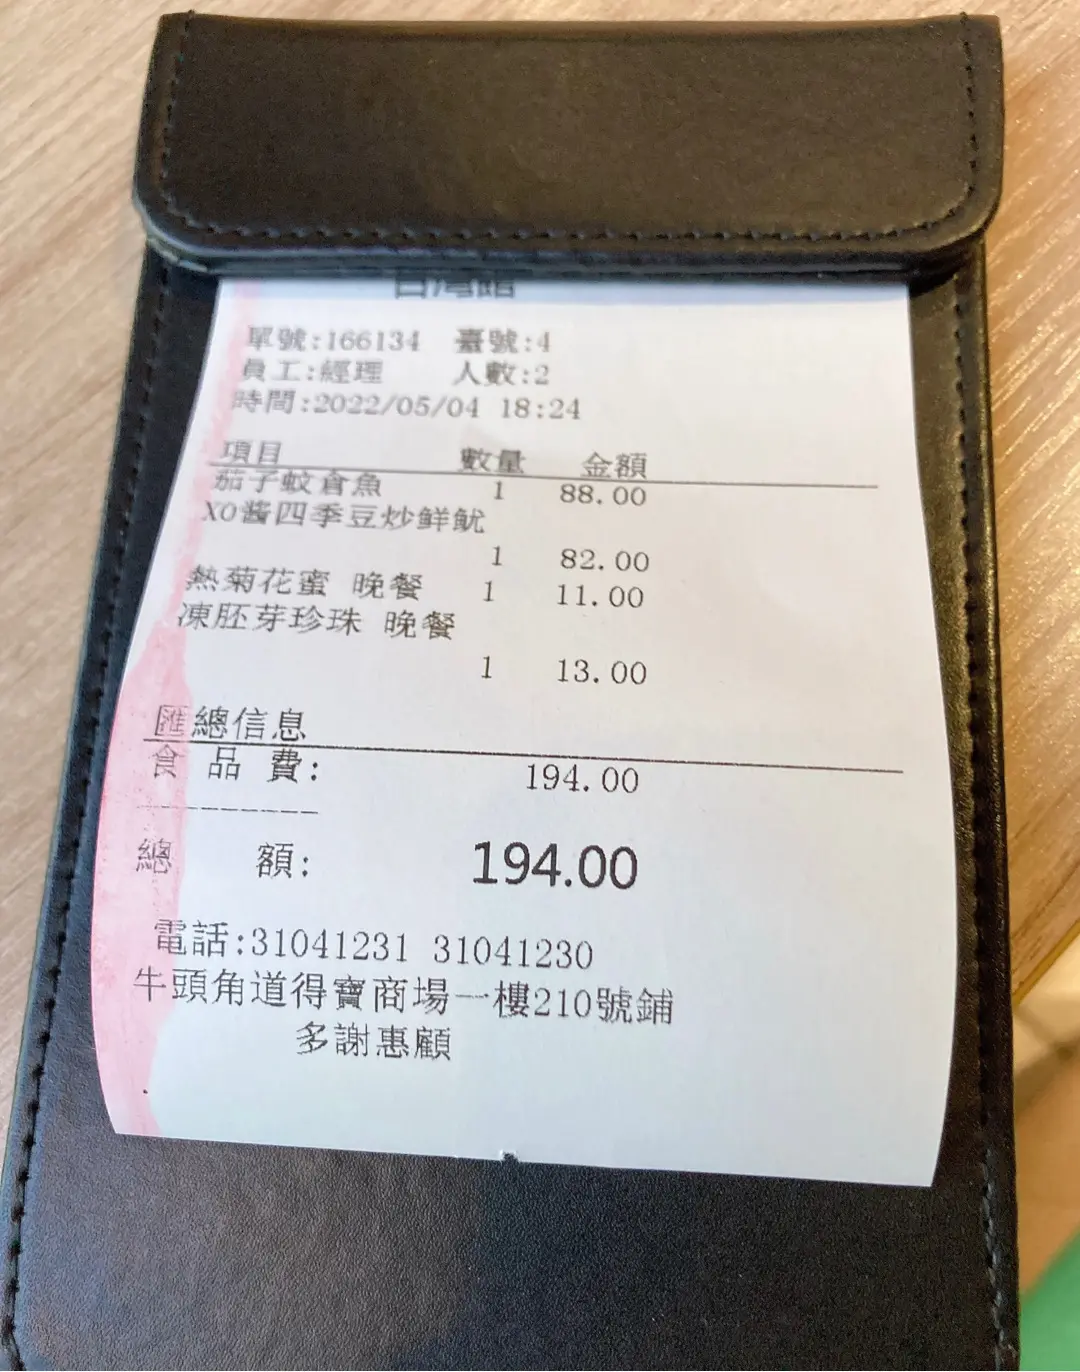 台灣館
單號:166134 臺號:4
員工:經理 人數:2
時間:2022/05/04 18:24
項目 數量 金額
茄子蚊倉魚 1 88.00
XO醬四季豆炒鮮魷
1 82.00
熱菊花蜜 晚餐 1 11.00
凍胚芽珍珠 晚餐
1 13.00
匯總信息
食 品 費: 194.00
總 額: 194.00
電話:31041231 31041230
牛頭角道得寶商場一樓210號鋪
多謝惠顧